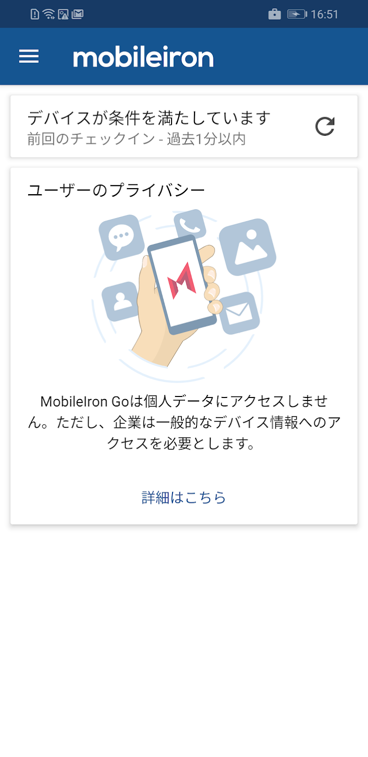 16:51
mobileiron
デバイスが条件を満たしています
前回のチェックイン - 過去1分以内
ユーザーのプライバシー
MobileIron Goは個人データにアクセスしませ
ん。ただし、企業は一般的なデバイス情報へのア
クセスを必要とします。
詳細はこちら